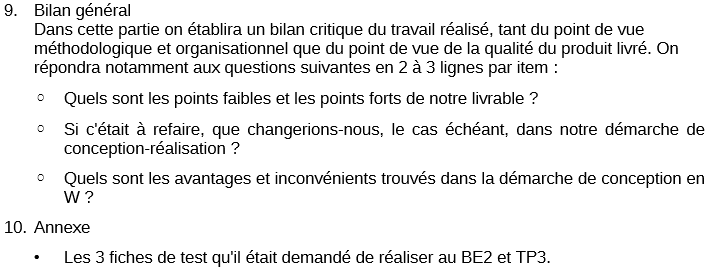 9. Bilan général
Dans cette partie on établira un bilan critique du travail réalisé, tant du point de vue
méthodologique et organisationnel que du point de vue de la qualité du produit livré. On
répondra notamment aux questions suivantes en 2 à 3 lignes par item :
○ Quels sont les points faibles et les points forts de notre livrable ?
○ Si c'était à refaire, que changerions-nous, le cas échéant, dans notre démarche de
conception-réalisation ?
○ Quels sont les avantages et inconvénients trouvés dans la démarche de conception en
W ?
10. Annexe
• Les 3 fiches de test qu'il était demandé de réaliser au BE2 et TP3.